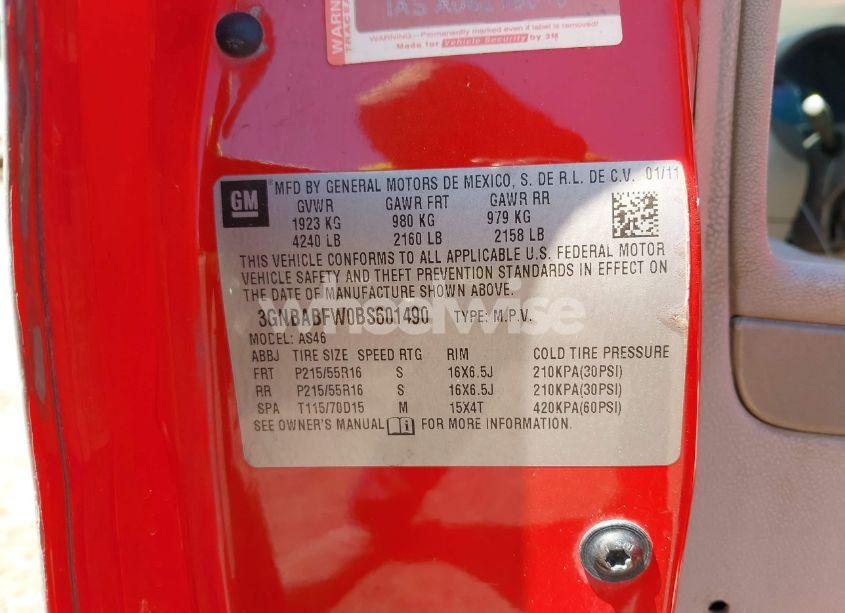 WARNING-Permanently marked even if label is removed!
Made for Vehicle Security by 3M
GM MFD BY GENERAL MOTORS DE MEXICO, S. DE R.L. DE C.V. 01/11
GVWR GAWR FRT GAWR RR
1923 KG 980 KG 979 KG
4240 LB 2160 LB 2158 LB
THIS VEHICLE CONFORMS TO ALL APPLICABLE U.S. FEDERAL MOTOR
VEHICLE SAFETY AND THEFT PREVENTION STANDARDS IN EFFECT ON
THE DATE OF MANUFACTURE SHOWN ABOVE.
3GNBABFW0BS601490 TYPE: M.P.V.
wheelwise
MODEL: AS46
ABBJ TIRE SIZE SPEED RTG RIM COLD TIRE PRESSURE
FRT P215/55R16 S 16X6.5J 210KPA(30PSI)
RR P215/55R16 S 16X6.5J 210KPA(30PSI)
SPA T115/70D15 M 15X4T 420KPA(60PSI)
SEE OWNER'S MANUAL FOR MORE INFORMATION.